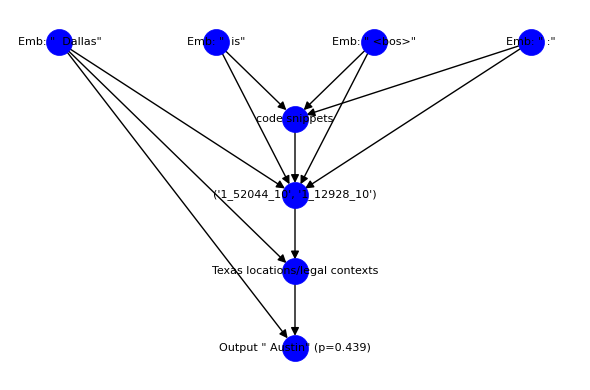 Emb: " Dallas"
Emb: " is"
Emb: "<eos>"
Emb: " :"
code snippets
('1_52044_10', '1_12928_10')
Texas locations/legal contexts
Output " Austin" (p=0.439)